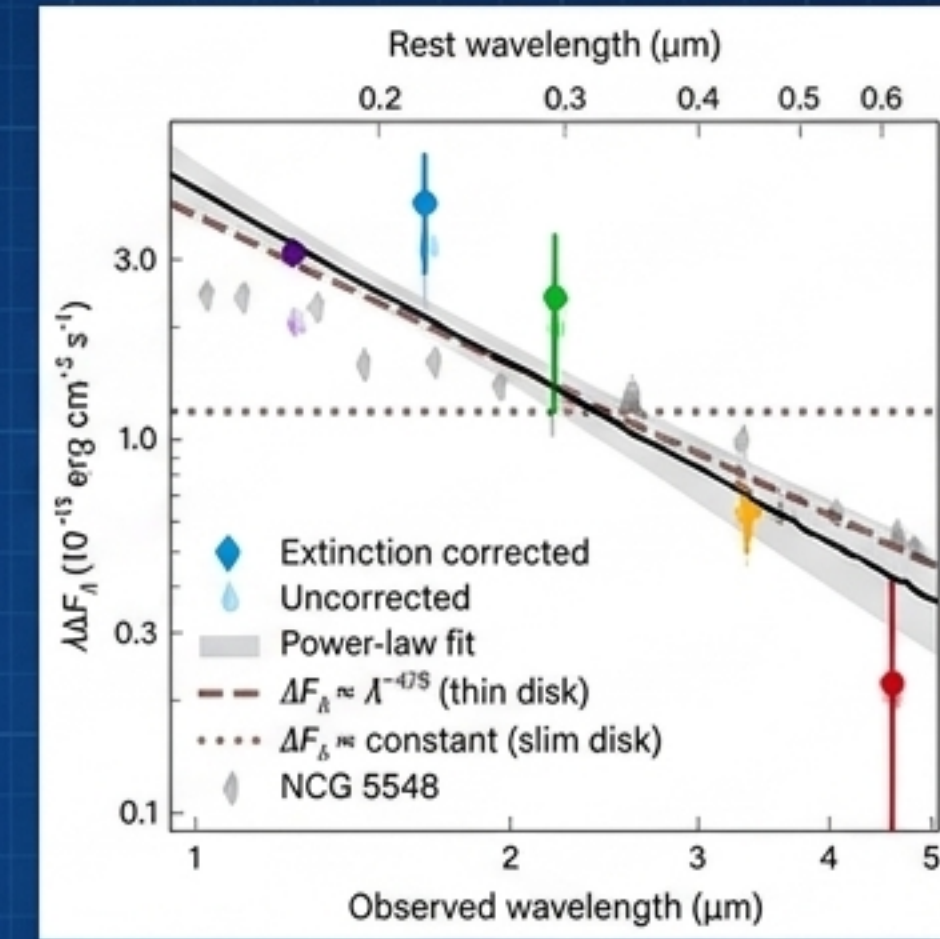 Rest wavelength (μm)
0.2 0.3 0.4 0.5 0.6
3.0
1.0
0.3
0.1
Extinction corrected
Uncorrected
Power-law fit
(thin disk)
constant (slim disk)
NCG 5548
1 2 3 4 5
Observed wavelength (μm)